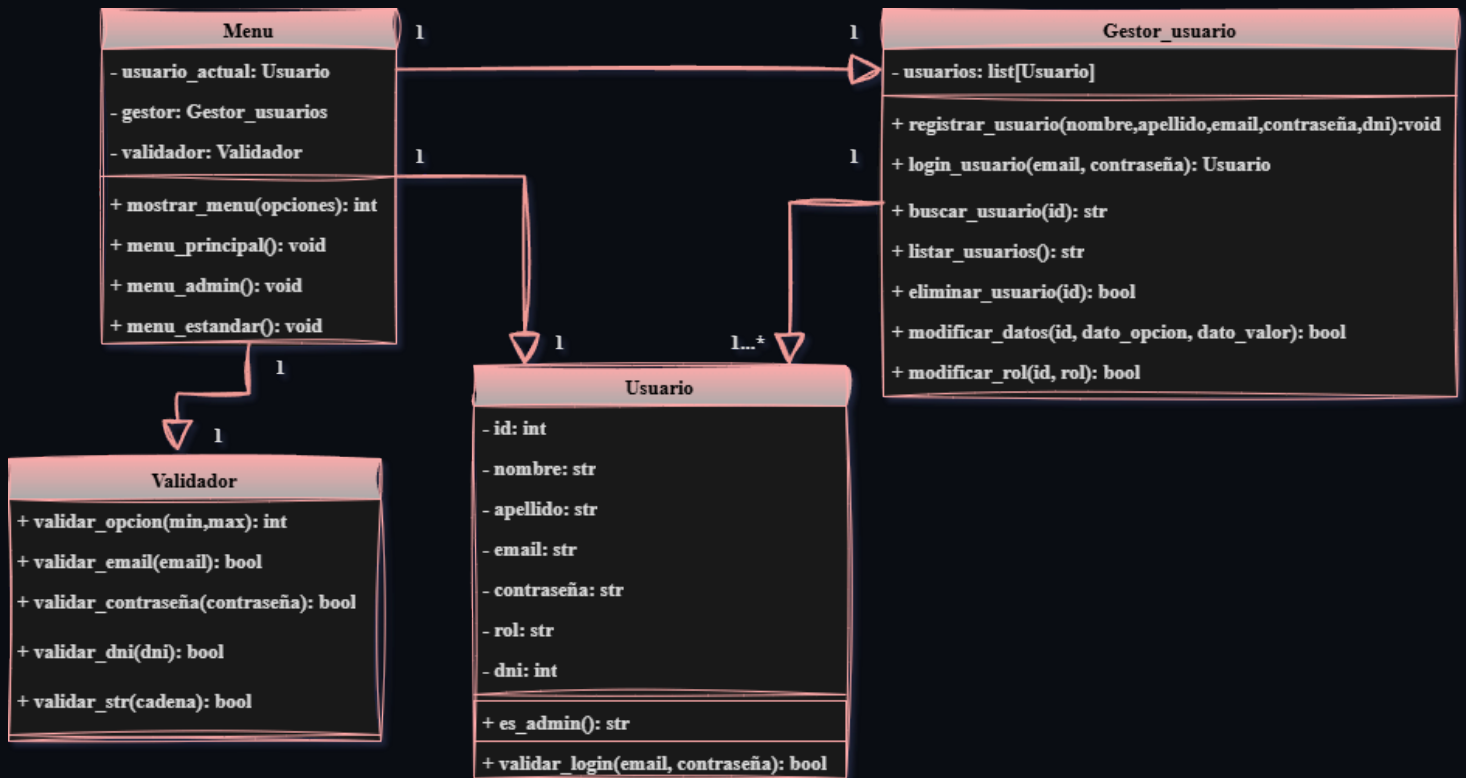 Menu
- usuario_actual: Usuario
- gestor: Gestor_usuarios
- validador: Validador
+ mostrar_menu(opciones): int
+ menu_principal(): void
+ menu_admin(): void
+ menu_estandar(): void
1
1
Gestor_usuario
- usuarios: list[Usuario]
+ registrar_usuario(nombre,apellido,email,contraseña,dni):void
+ login_usuario(email, contraseña): Usuario
+ buscar_usuario(id): str
+ listar_usuarios(): str
+ eliminar_usuario(id): bool
+ modificar_datos(id, dato_opcion, dato_valor): bool
+ modificar_rol(id, rol): bool
1
1
1
1...*
1
1
Validador
+ validar_opcion(min,max): int
+ validar_email(email): bool
+ validar_contraseña(contraseña): bool
+ validar_dni(dni): bool
+ validar_str(cadena): bool
Usuario
- id: int
- nombre: str
- apellido: str
- email: str
- contraseña: str
- rol: str
- dni: int
+ es_admin(): str
+ validar_login(email, contraseña): bool